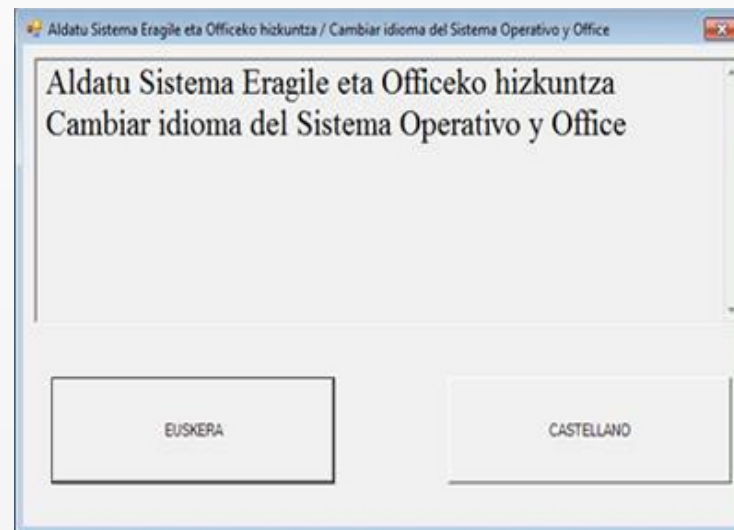 Aldatu Sistema Eragile eta Officeko hizkuntza / Cambiar idioma del Sistema Operativo y Office
Aldatu Sistema Eragile eta Officeko hizkuntza
Cambiar idioma del Sistema Operativo y Office
EUSKERA
CASTELLANO